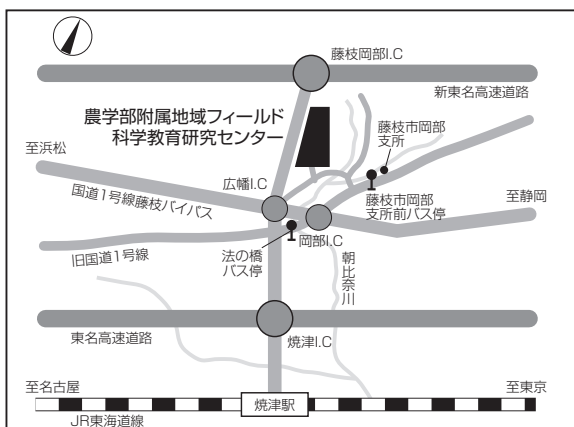 藤枝岡部I.C
新東名高速道路
農学部附属地域フィールド
科学教育研究センター
藤枝市岡部
支所
至浜松
広幡I.C
国道1号線藤枝バイパス
藤枝市岡部
支所前バス停
至静岡
岡部I.C
旧国道1号線
法の橋
バス停
朝比奈川
東名高速道路
焼津I.C
至名古屋
至東京
焼津駅
JR東海道線